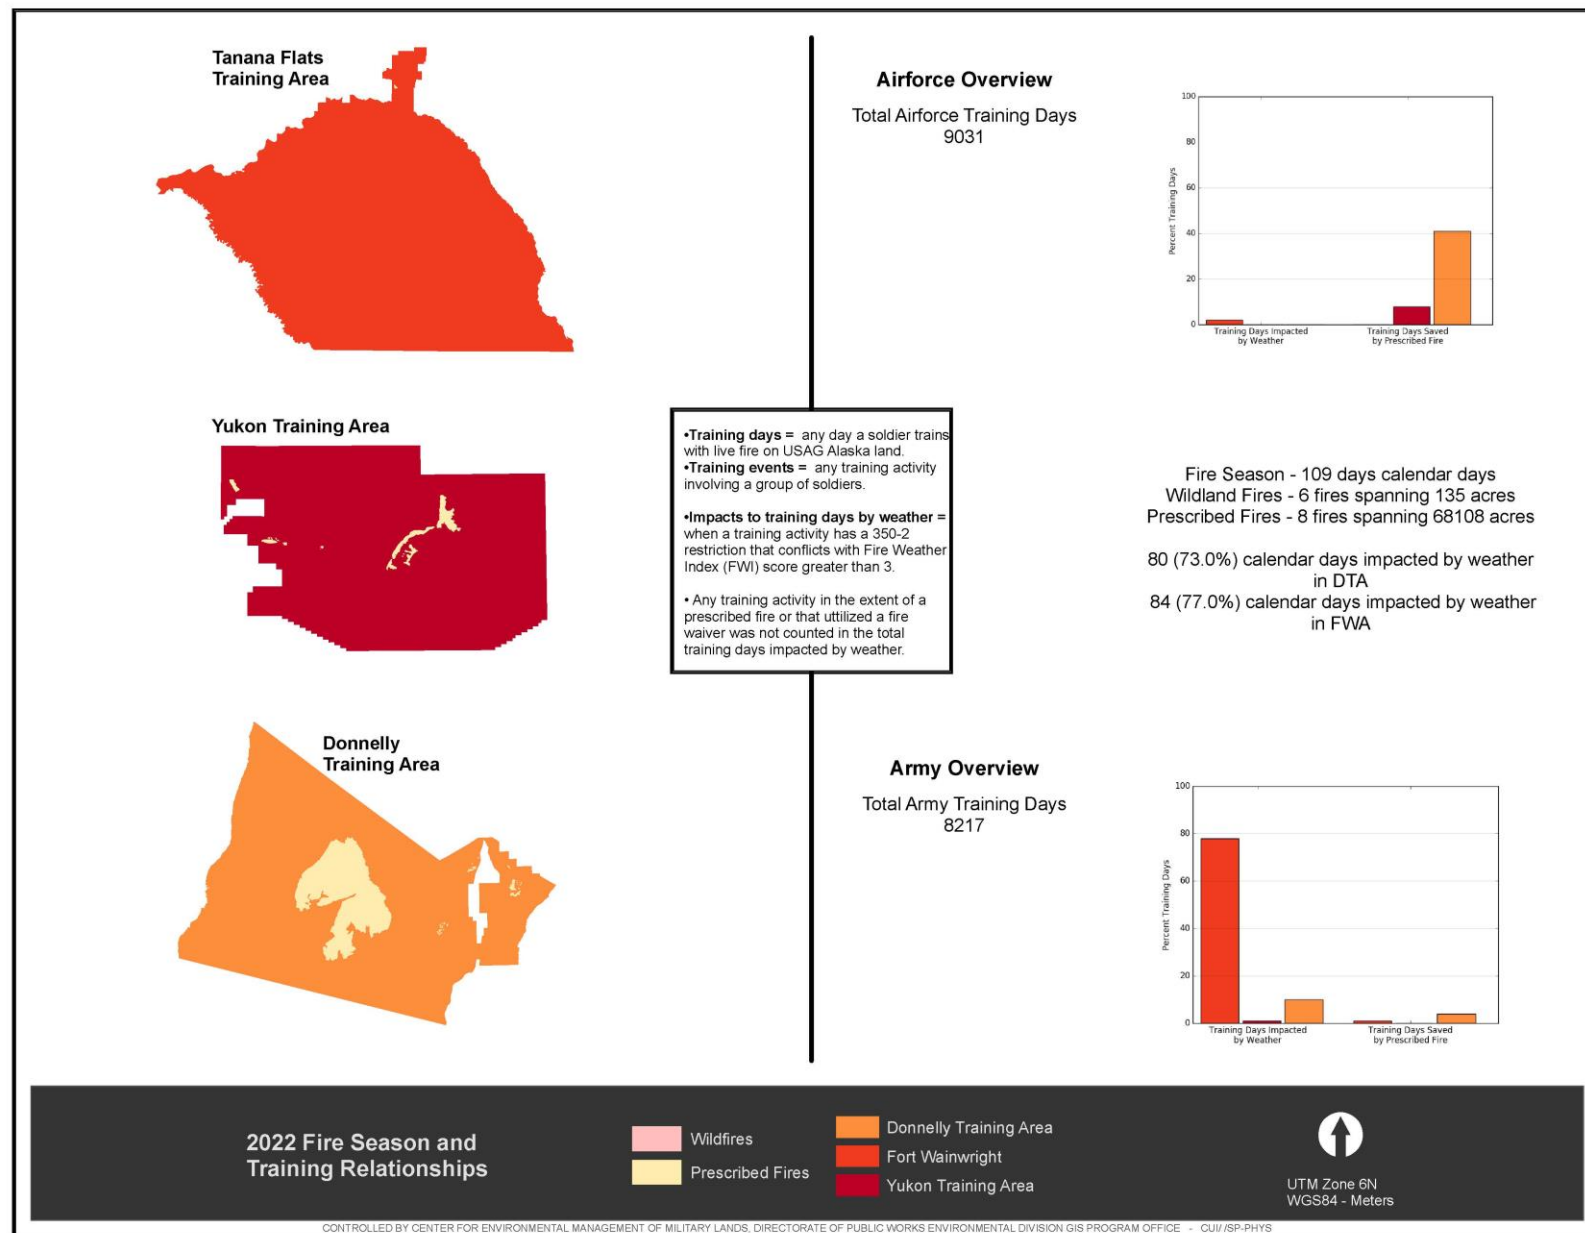 Tanana Flats
Training Area
Yukon Training Area
Donnelly
Training Area
Airforce Overview
Total Airforce Training Days
9031
100
80
60
40
20
0
Percent Training Days
Training Days Impacted
by Weather
Training Days Saved
by Prescribed Fire
•Training days = any day a soldier trains
with live fire on USAG Alaska land.
•Training events = any training activity
involving a group of soldiers.
•Impacts to training days by weather =
when a training activity has a 350-2
restriction that conflicts with Fire Weather
Index (FWI) score greater than 3.
• Any training activity in the extent of a
prescribed fire or that uttilized a fire
waiver was not counted in the total
training days impacted by weather.
Fire Season - 109 days calendar days
Wildland Fires - 6 fires spanning 135 acres
Prescribed Fires - 8 fires spanning 68108 acres
80 (73.0%) calendar days impacted by weather
in DTA
84 (77.0%) calendar days impacted by weather
in FWA
Army Overview
Total Army Training Days
8217
100
80
60
40
20
0
Percent Training Days
Training Days Impacted
by Weather
Training Days Saved
by Prescribed Fire
2022 Fire Season and
Training Relationships
Wildfires
Prescribed Fires
Donnelly Training Area
Fort Wainwright
Yukon Training Area
UTM Zone 6N
WGS84 - Meters
CONTROLLED BY CENTER FOR ENVIRONMENTAL MANAGEMENT OF MILITARY LANDS, DIRECTORATE OF PUBLIC WORKS ENVIRONMENTAL DIVISION GIS PROGRAM OFFICE - CUI//SP-PHYS